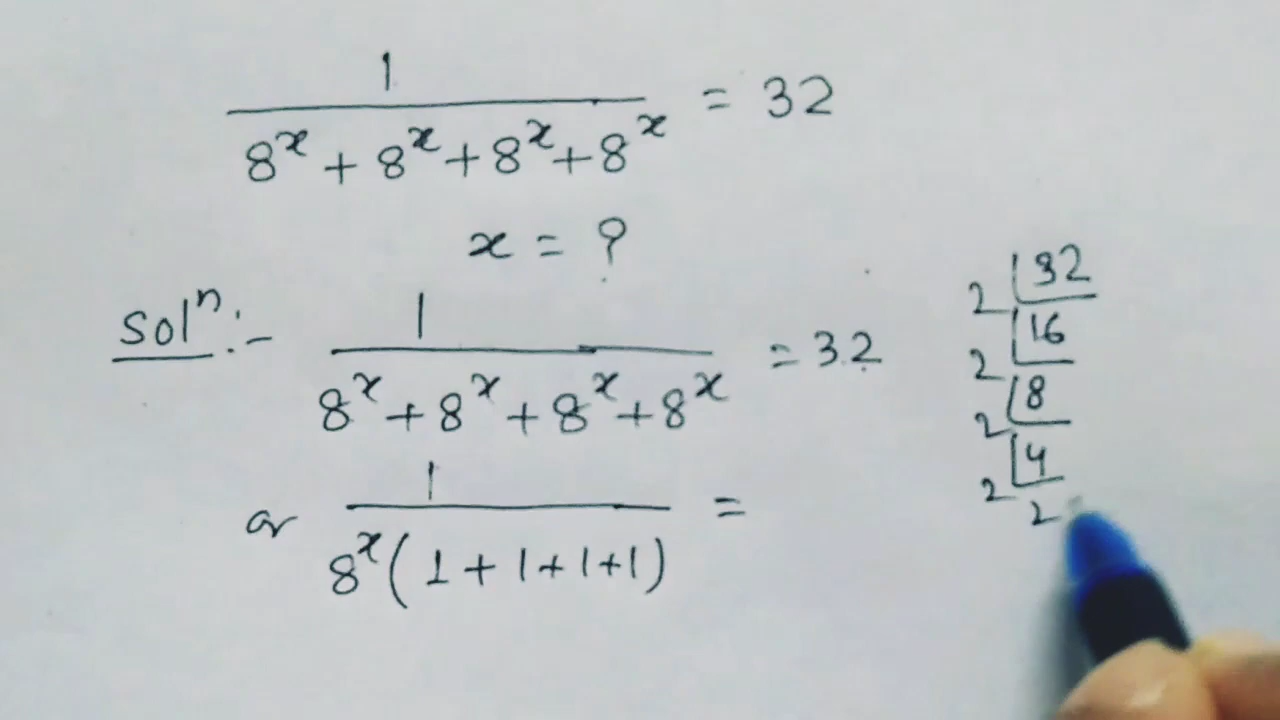 1
8^x + 8^x + 8^x + 8^x = 32
x = ?
Solⁿ:-
1
8^x + 8^x + 8^x + 8^x = 32
or
1
8^x ( 1 + 1 + 1 + 1 ) =
2 32
2 16
2 8
2 4
2